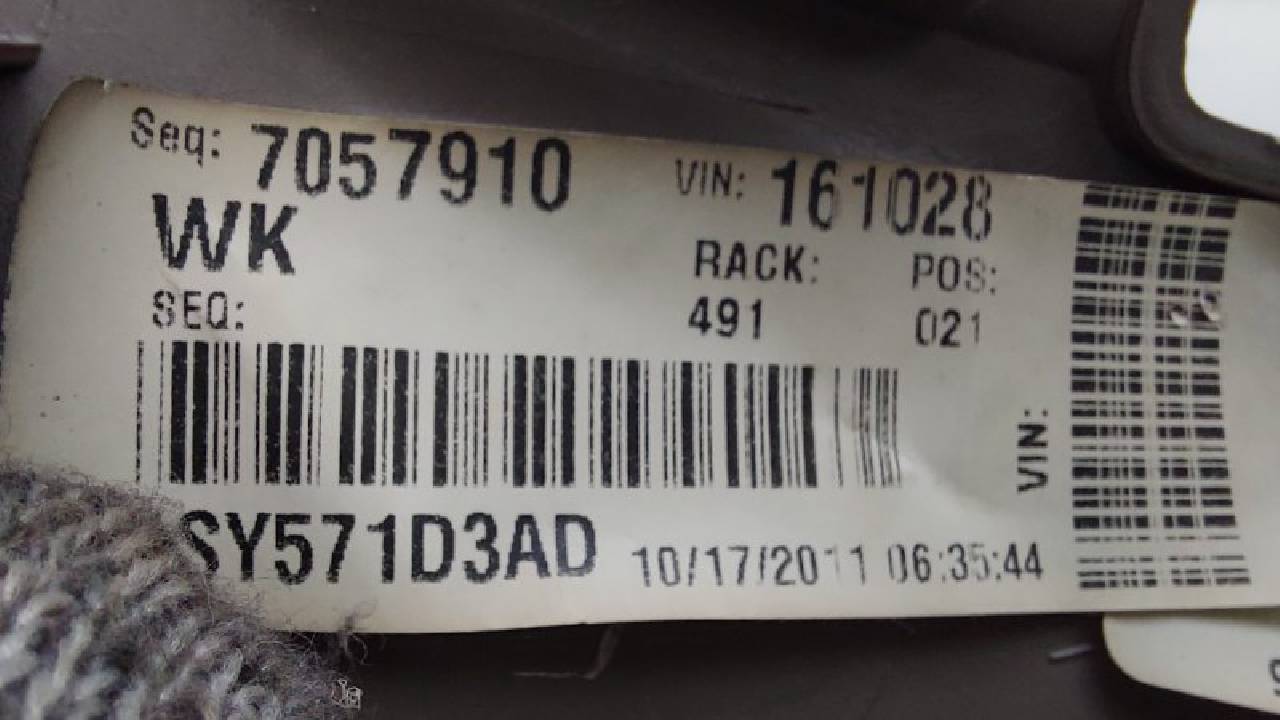 Seq: 7057910 VIN: 161028
WK
RACK: POS:
SEQ: 491 021
VIN:
SY571D3AD 10/17/2011 06:35:44